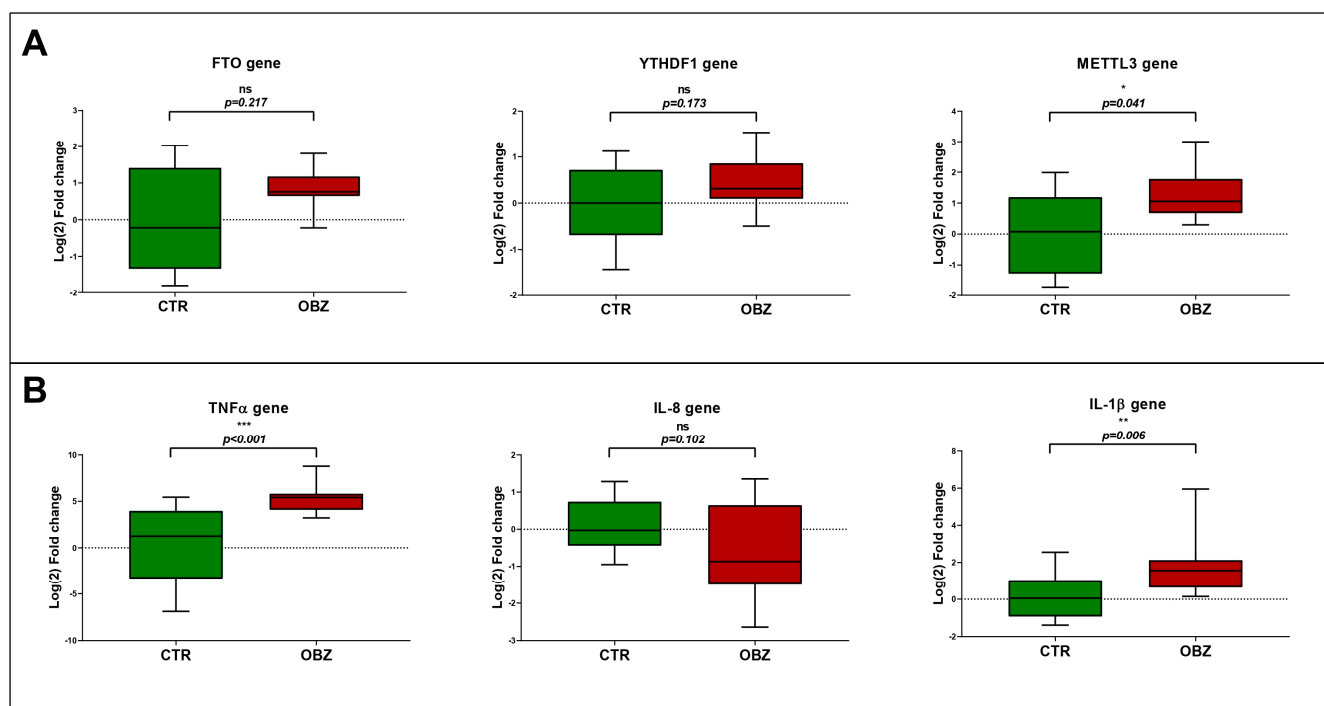 A
FTO gene
ns
p=0.217
Log(2) Fold change
3
2
1
0
-1
-2
CTR OBZ
YTHDF1 gene
ns
p=0.173
Log(2) Fold change
2
1
0
-1
-2
CTR OBZ
METTL3 gene
*
p=0.041
Log(2) Fold change
4
3
2
1
0
-1
-2
CTR OBZ
B
TNFα gene
***
p<0.001
Log(2) Fold change
10
5
0
-5
-10
CTR OBZ
IL-8 gene
ns
p=0.102
Log(2) Fold change
2
1
0
-1
-2
-3
CTR OBZ
IL-1β gene
**
p=0.006
Log(2) Fold change
8
6
4
2
0
-2
CTR OBZ